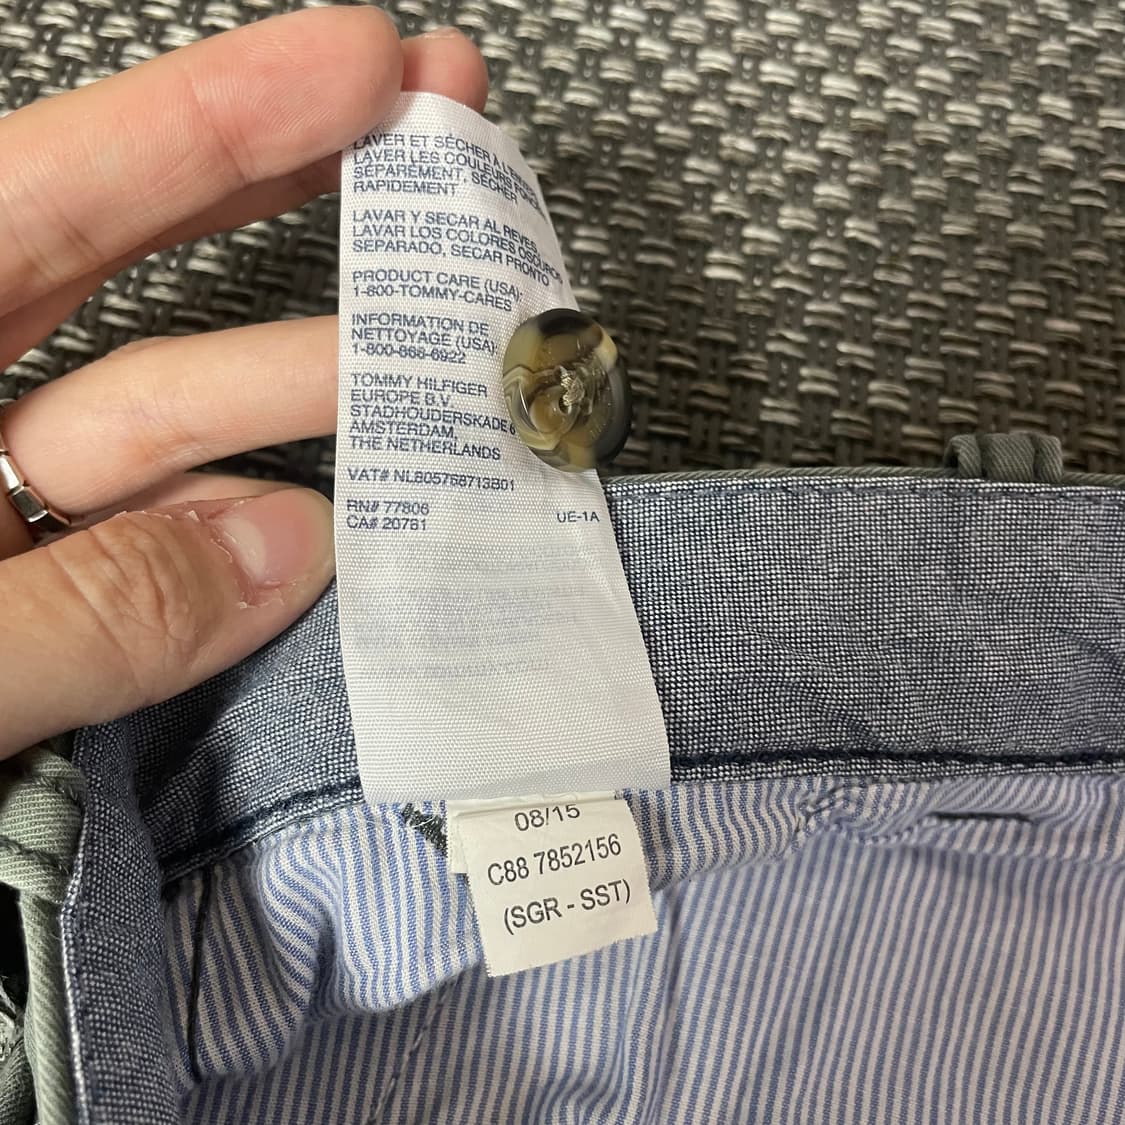 LAVER ET SÉCHER À L'ENVERS
LAVER LES COULEURS FONCÉ
SÉPARÉMENT, SÉCHER
RAPIDEMENT
LAVAR Y SECAR AL REVES,
LAVAR LOS COLORES OSCUROS
SEPARADO, SECAR PRONTO
PRODUCT CARE (USA):
1-800-TOMMY-CARES
INFORMATION DE
NETTOYAGE (USA):
1-800-866-6922
TOMMY HILFIGER
EUROPE B.V.
STADHOUDERSKADE 6
AMSTERDAM,
THE NETHERLANDS
VAT# NL805768713B01
RN# 77806
CA# 20761
UE-1A
08/15
C88 7852156
(SGR - SST)